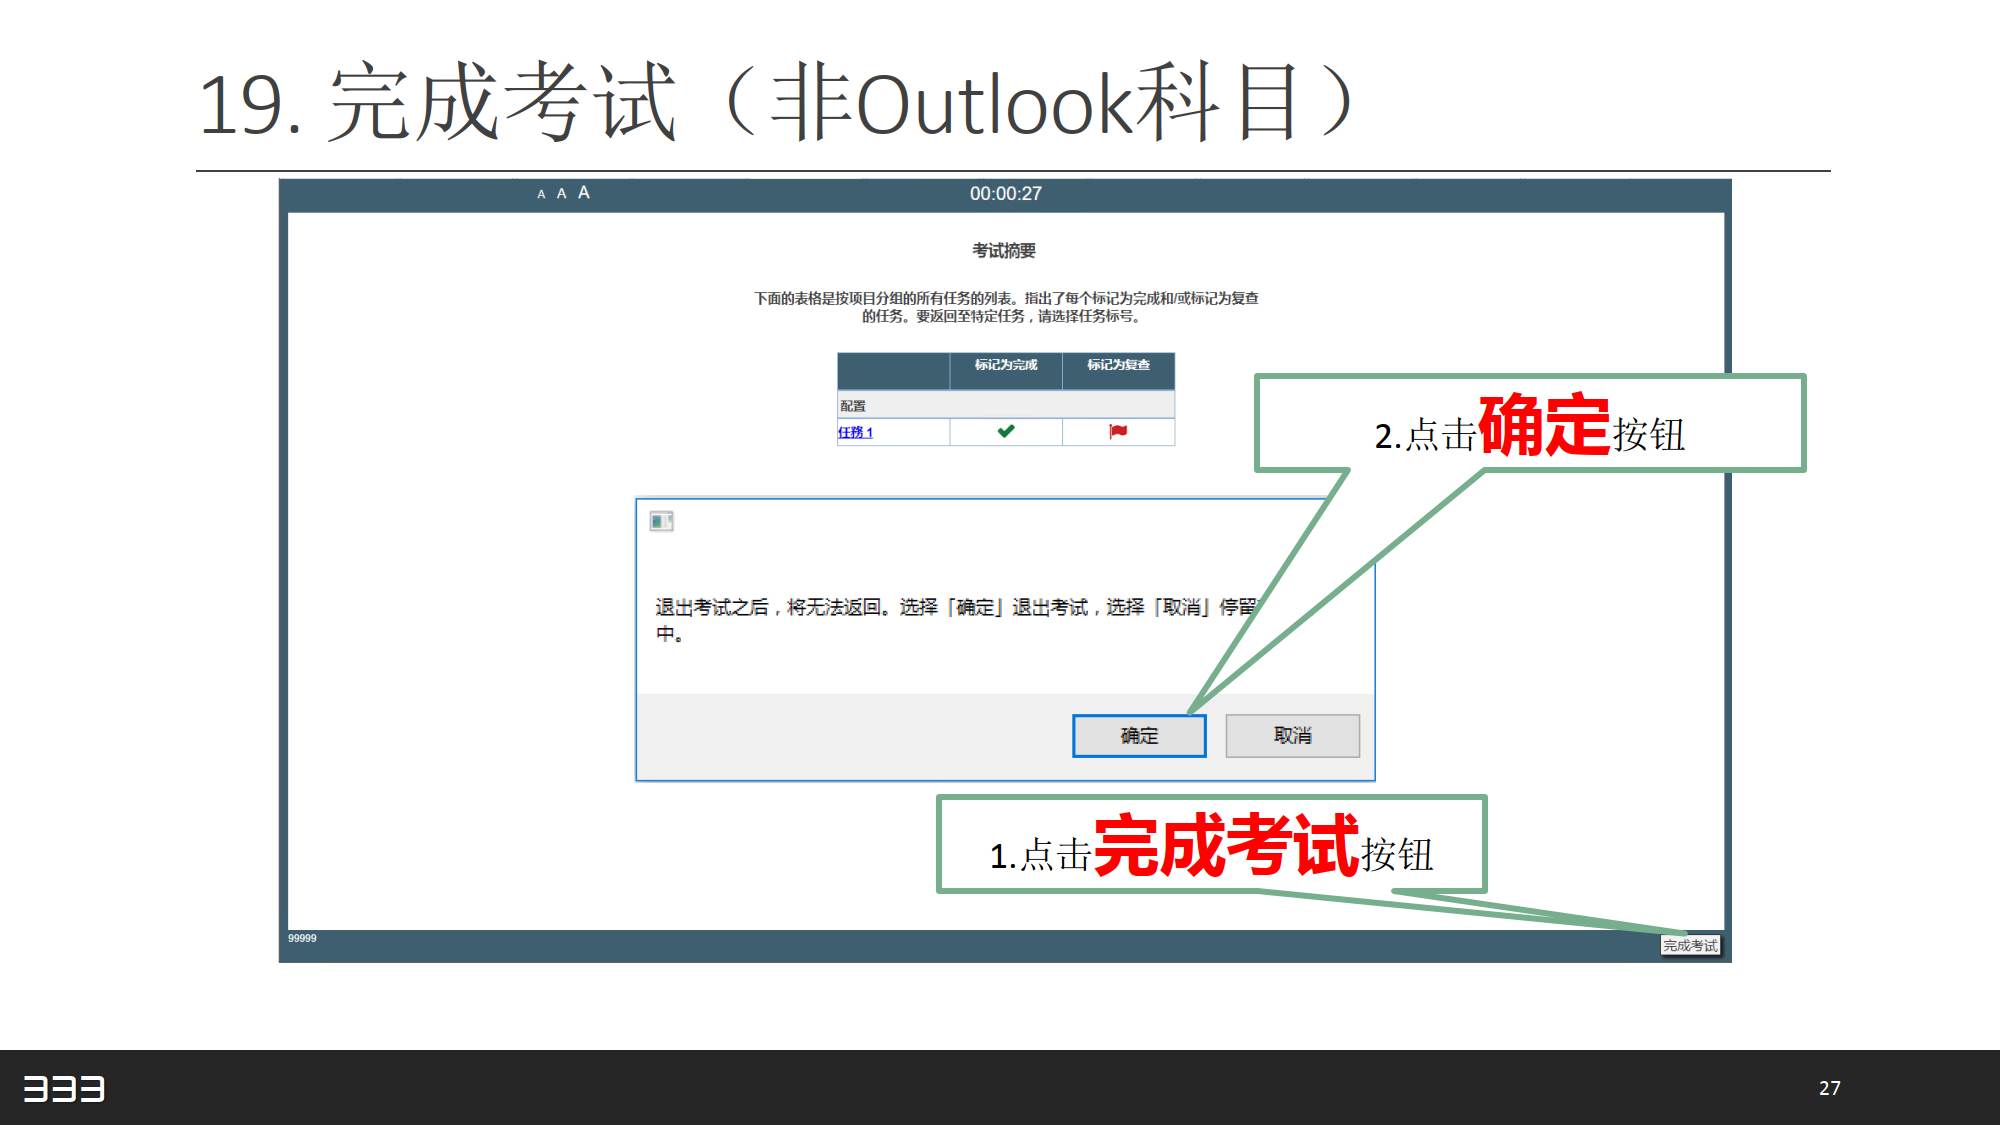 19. 完成考试（非Outlook科目）
A A A
00:00:27
考试摘要
下面的表格是按项目分组的所有任务的列表。指出了每个标记为完成和/或标记为复查
的任务。要返回至特定任务，请选择任务标号。
标记为完成 标记为复查
配置
任務 1
2.点击确定按钮
退出考试之后，将无法返回。选择「确定」退出考试，选择「取消」停留
中。
确定 取消
1.点击完成考试按钮
99999
完成考试
333
27